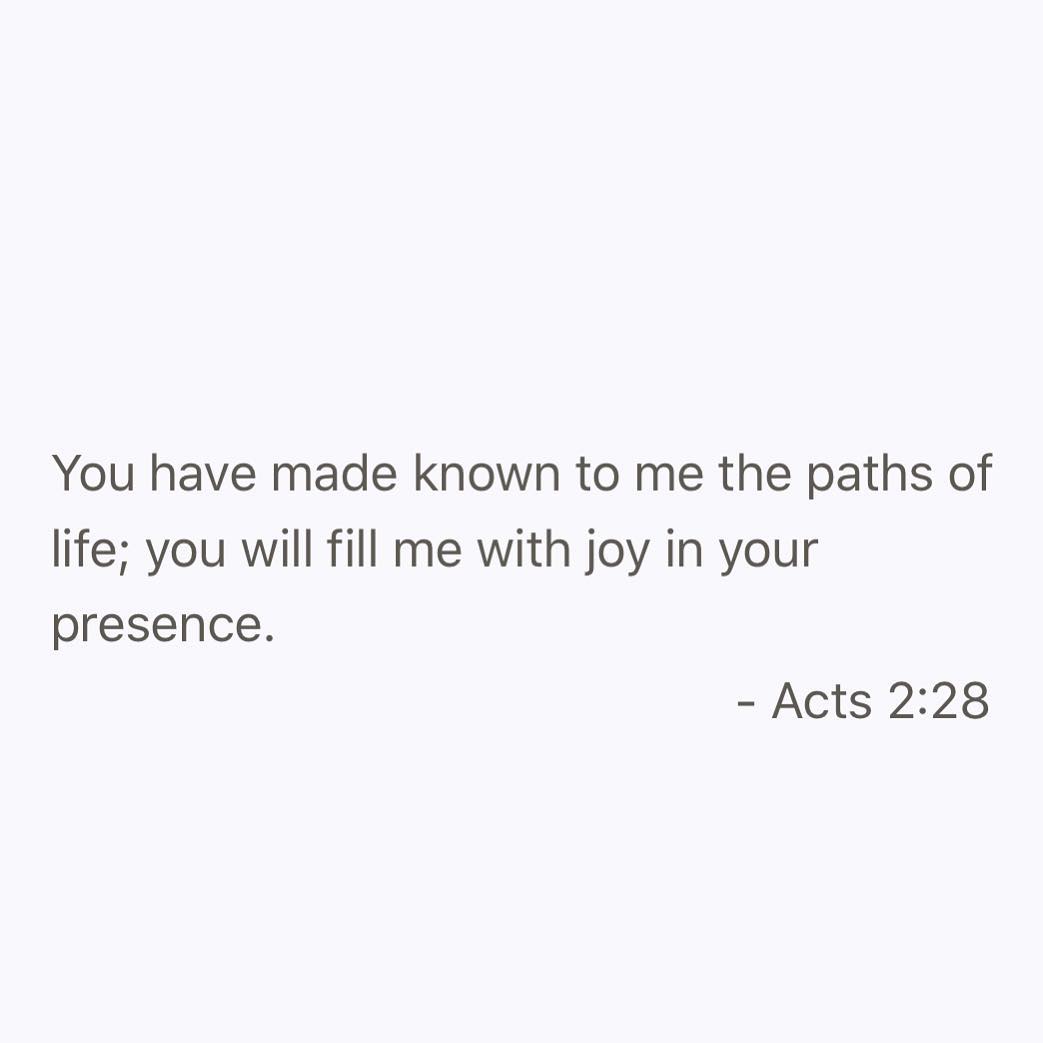 You have made known to me the paths of
life; you will fill me with joy in your
presence.
- Acts 2:28